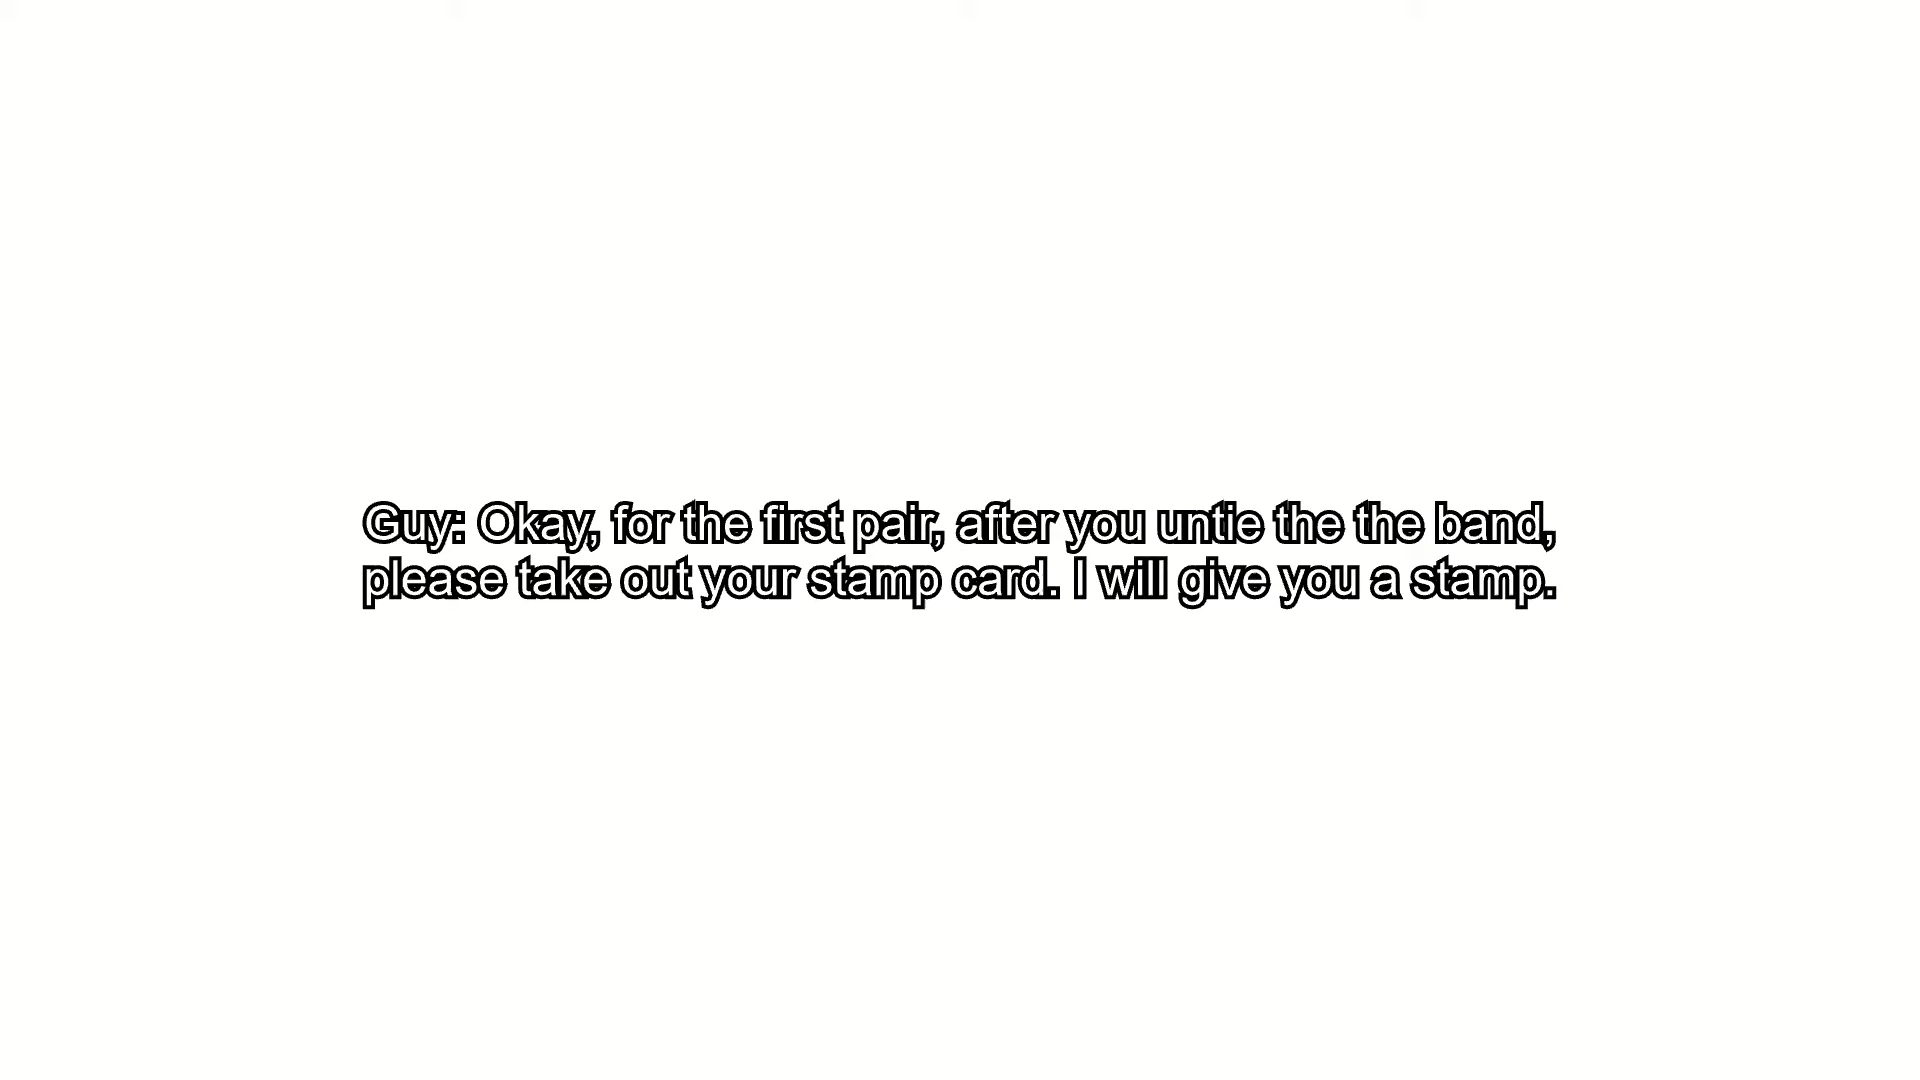 Guy: Okay, for the first pair, after you untie the the band,
please take out your stamp card. I will give you a stamp.